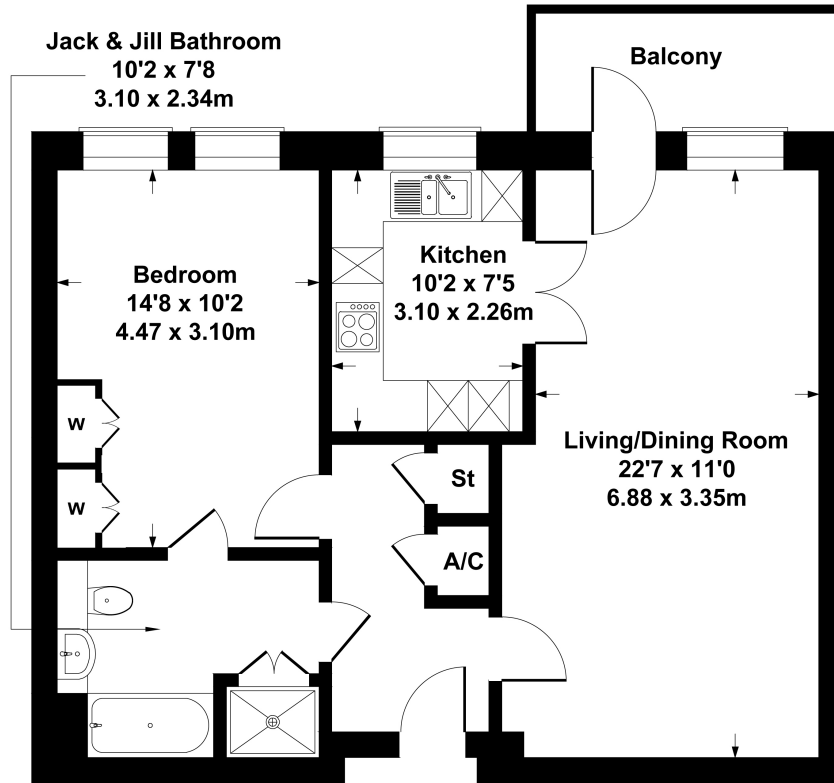 Jack & Jill Bathroom
10'2 x 7'8
3.10 x 2.34m
Balcony
Bedroom
14'8 x 10'2
4.47 x 3.10m
Kitchen
10'2 x 7'5
3.10 x 2.26m
w
w
St
A/C
Living/Dining Room
22'7 x 11'0
6.88 x 3.35m